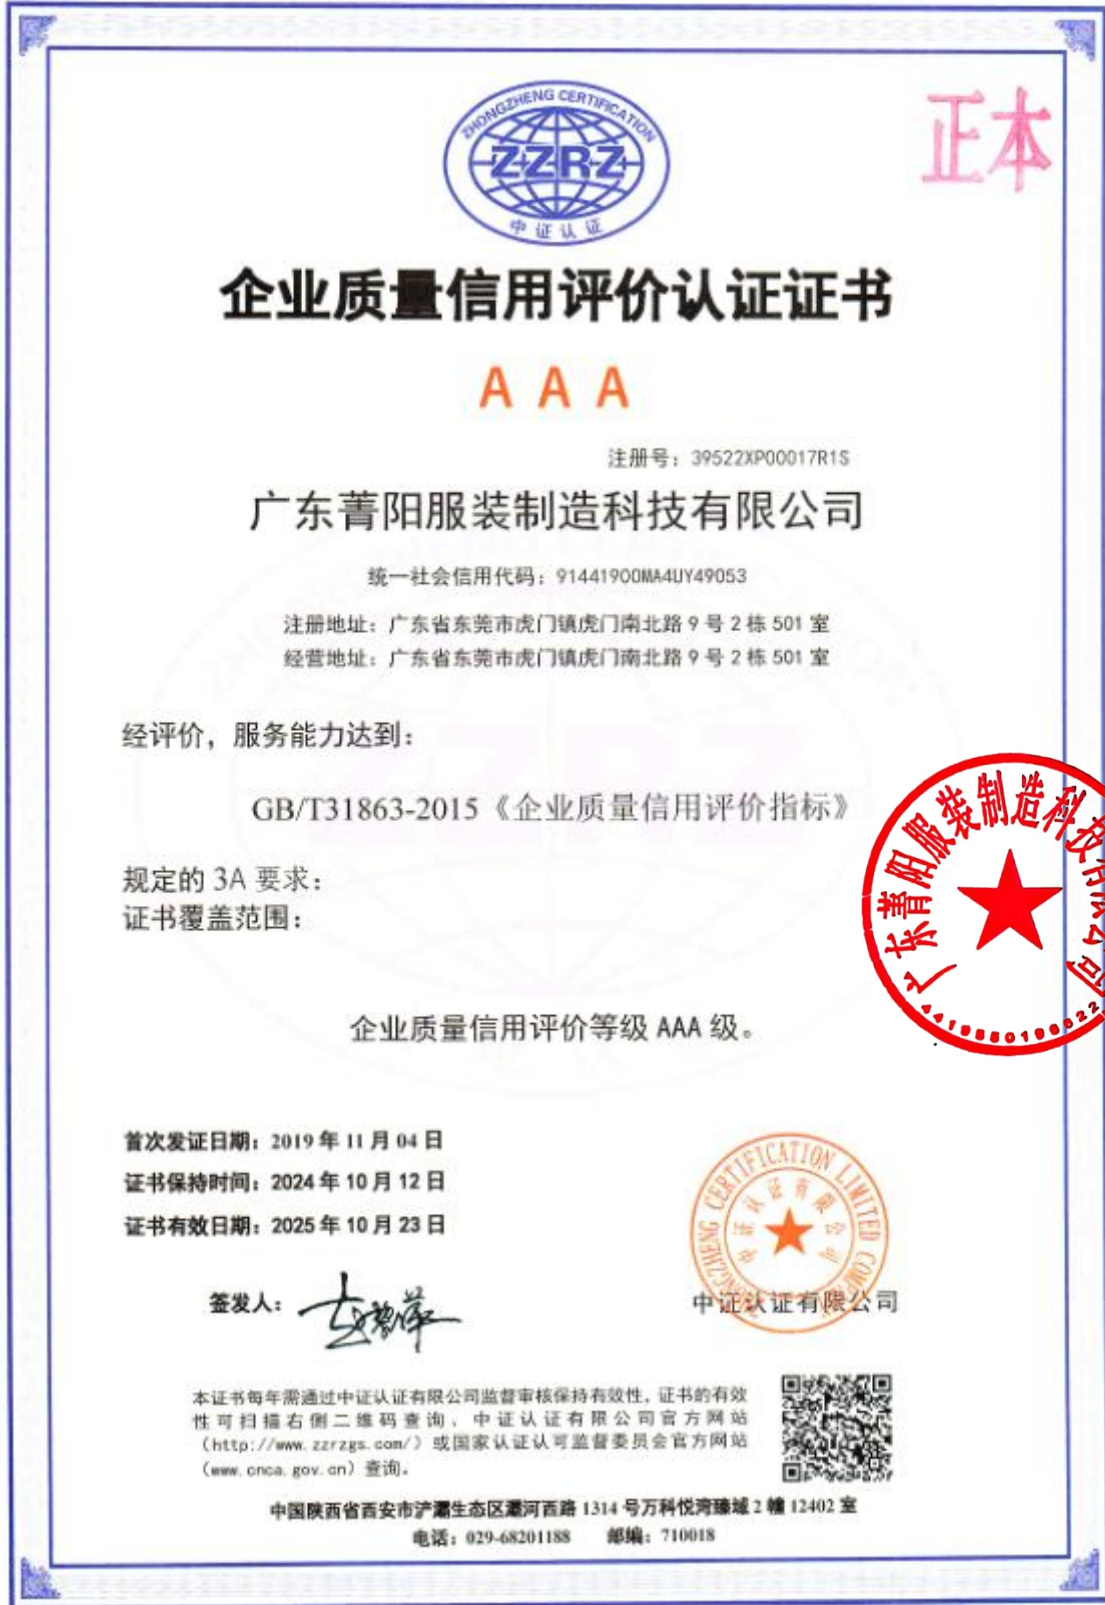 ZHONGZHENG CERTIFICATION
ZZRZ
中证认证
正本
企业质量信用评价认证证书
AAA
注册号：39522XP00017R1S
广东菁阳服装制造科技有限公司
统一社会信用代码：91441900MA4UY49053
注册地址：广东省东莞市虎门镇虎门南北路9号2栋501室
经营地址：广东省东莞市虎门镇虎门南北路9号2栋501室
经评价，服务能力达到：
GB/T31863-2015《企业质量信用评价指标》
规定的3A要求：
证书覆盖范围：
广东菁阳服装制造科技有限公司
企业质量信用评价等级AAA级。
首次发证日期：2019年11月04日
证书保持时间：2024年10月12日
证书有效日期：2025年10月23日
ZHONGZHENG CERTIFICATION LIMITED COMPANY
中证认证有限公司
签发人：
中证认证有限公司
本证书每年需通过中证认证有限公司监督审核保持有效性，证书的有效
性可扫描右侧二维码查询、中证认证有限公司官方网站
（http://www.zzrzgs.com/）或国家认证认可监督委员会官方网站
（www.cnca.gov.cn）查询。
中国陕西省西安市浐灞生态区灞河西路1314号万科悦湾臻域2幢12402室
电话：029-68201188 邮编：710018